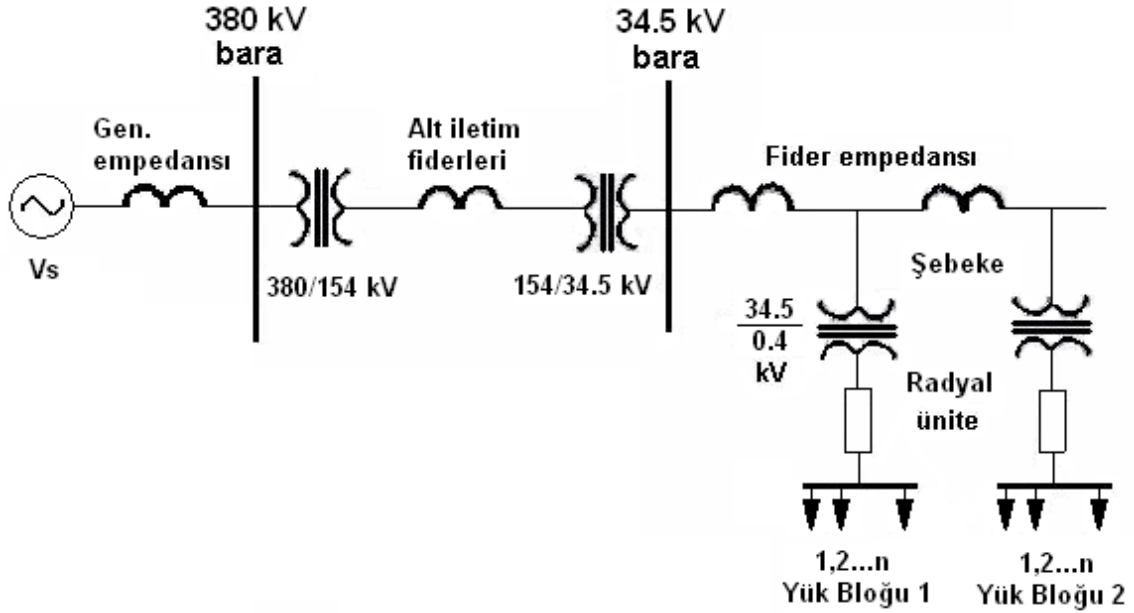 380 kV
bara
34.5 kV
bara
Gen.
empedansı
Alt iletim
fiderleri
Fider empedansı
Vs
380/154 kV
154/34.5 kV
Şebeke
34.5
0.4
kV
Radyal
ünite
1,2...n
Yük Bloğu 1
1,2...n
Yük Bloğu 2